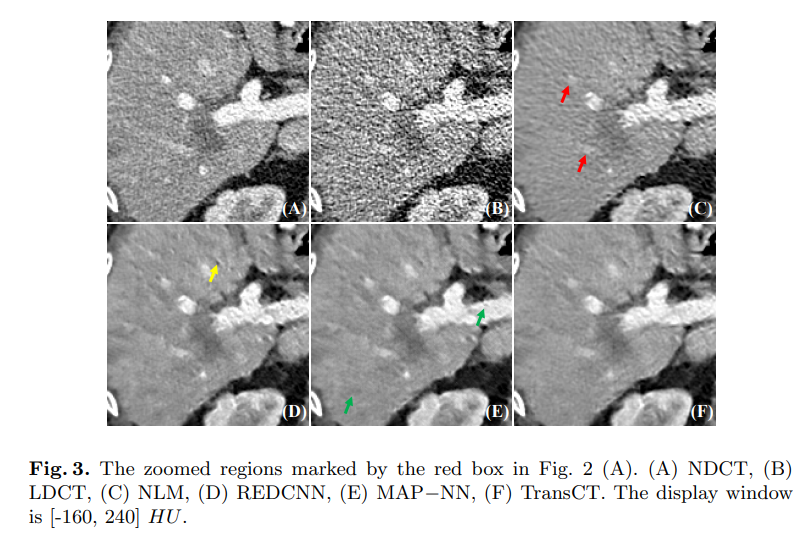 (A)
(B)
(C)
(D)
(E)
(F)
Fig. 3. The zoomed regions marked by the red box in Fig. 2 (A). (A) NDCT, (B)
LDCT, (C) NLM, (D) REDCNN, (E) MAP−NN, (F) TransCT. The display window
is [-160, 240] HU.